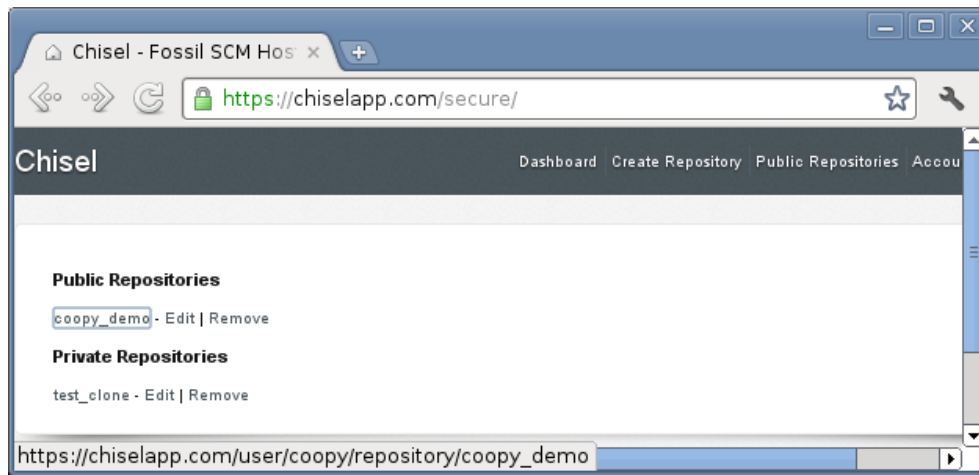 Chisel - Fossil SCM Hos
https://chiselapp.com/secure/
Chisel
Dashboard Create Repository Public Repositories Accou
Public Repositories
coopy_demo - Edit | Remove
Private Repositories
test_clone - Edit | Remove
https://chiselapp.com/user/coopy/repository/coopy_demo